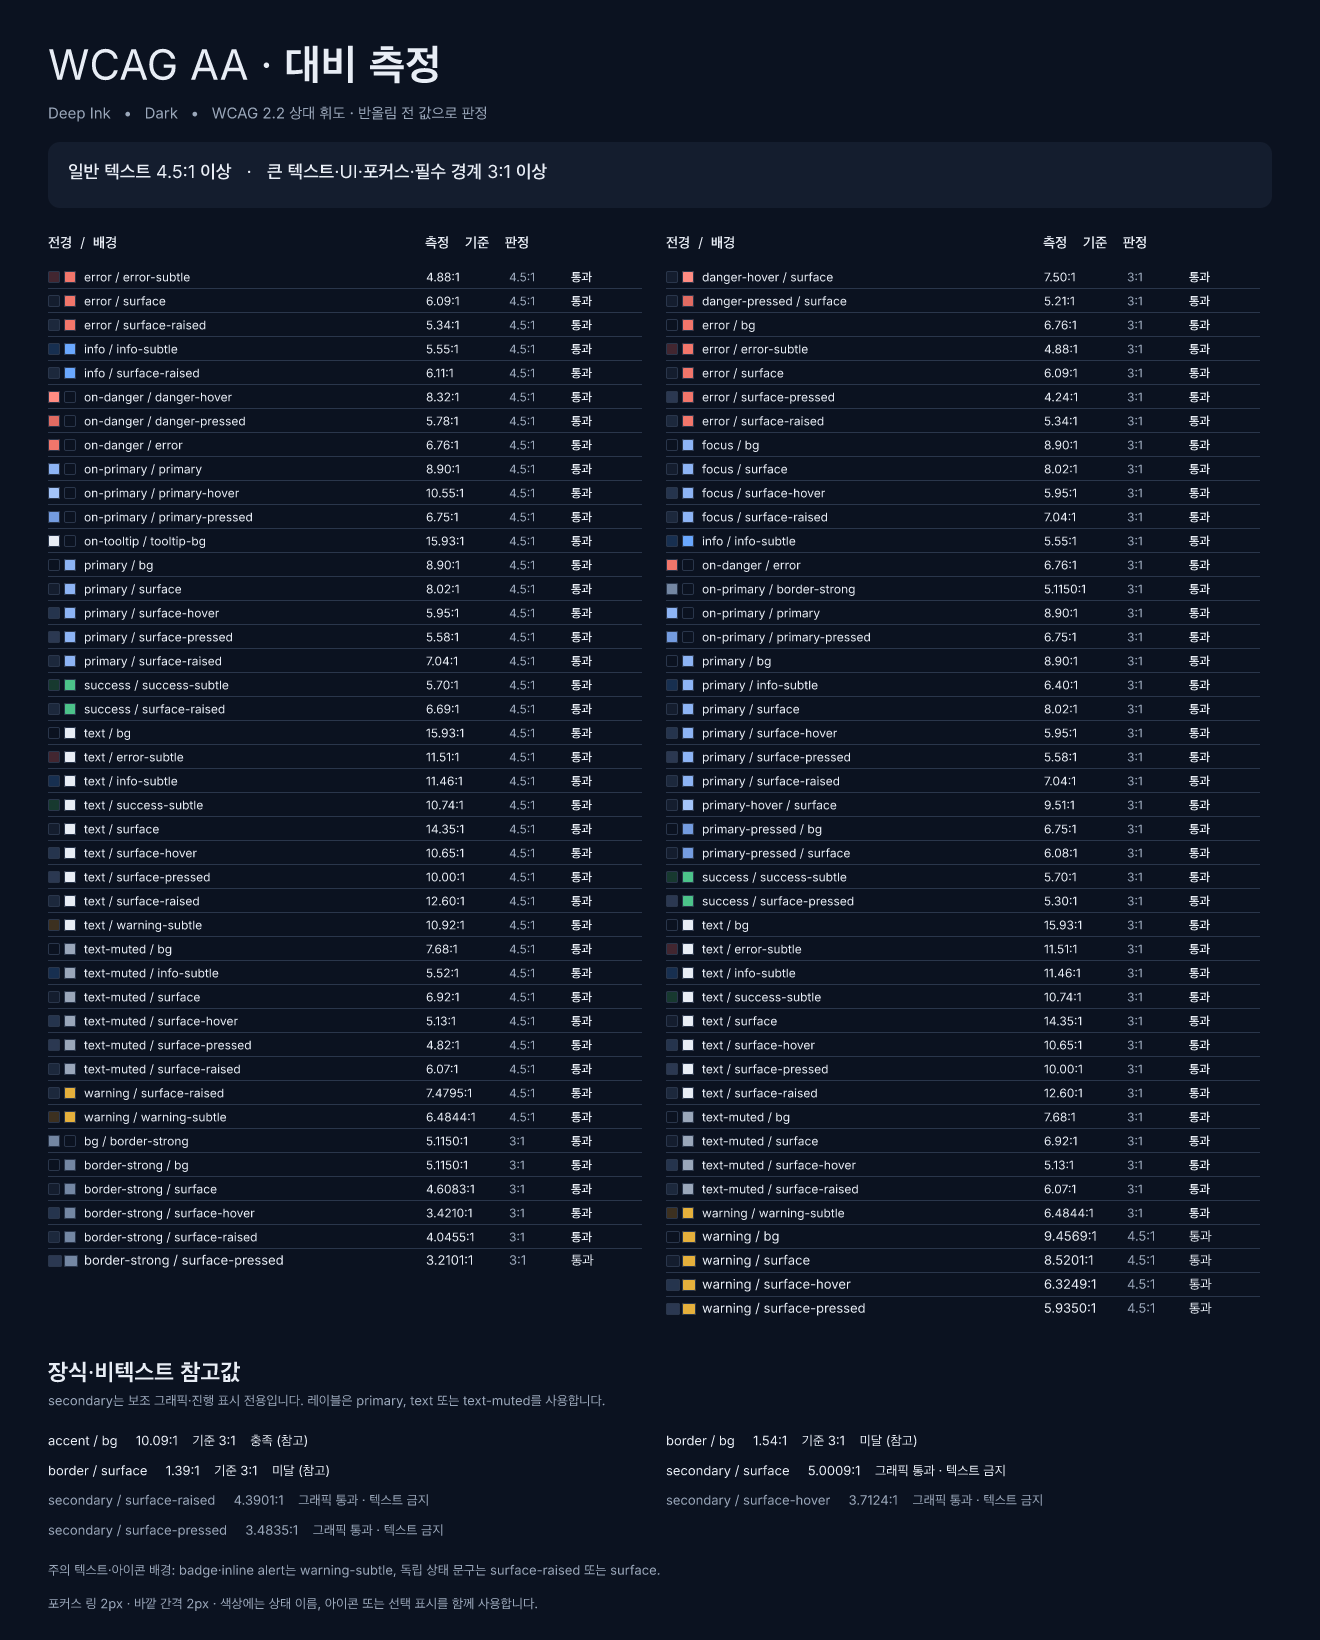 WCAG AA · 대비 측정
Deep Ink • Dark • WCAG 2.2 상대 휘도 · 반올림 전 값으로 판정
일반 텍스트 4.5:1 이상 · 큰 텍스트·UI·포커스·필수 경계 3:1 이상
전경 / 배경 측정 기준 판정
error / error-subtle 4.88:1 4.5:1 통과
error / surface 6.09:1 4.5:1 통과
error / surface-raised 5.34:1 4.5:1 통과
info / info-subtle 5.55:1 4.5:1 통과
info / surface-raised 6.11:1 4.5:1 통과
on-danger / danger-hover 8.32:1 4.5:1 통과
on-danger / danger-pressed 5.78:1 4.5:1 통과
on-danger / error 6.76:1 4.5:1 통과
on-primary / primary 8.90:1 4.5:1 통과
on-primary / primary-hover 10.55:1 4.5:1 통과
on-primary / primary-pressed 6.75:1 4.5:1 통과
on-tooltip / tooltip-bg 15.93:1 4.5:1 통과
primary / bg 8.90:1 4.5:1 통과
primary / surface 8.02:1 4.5:1 통과
primary / surface-hover 5.95:1 4.5:1 통과
primary / surface-pressed 5.58:1 4.5:1 통과
primary / surface-raised 7.04:1 4.5:1 통과
success / success-subtle 5.70:1 4.5:1 통과
success / surface-raised 6.69:1 4.5:1 통과
text / bg 15.93:1 4.5:1 통과
text / error-subtle 11.51:1 4.5:1 통과
text / info-subtle 11.46:1 4.5:1 통과
text / success-subtle 10.74:1 4.5:1 통과
text / surface 14.35:1 4.5:1 통과
text / surface-hover 10.65:1 4.5:1 통과
text / surface-pressed 10.00:1 4.5:1 통과
text / surface-raised 12.60:1 4.5:1 통과
text / warning-subtle 10.92:1 4.5:1 통과
text-muted / bg 7.68:1 4.5:1 통과
text-muted / info-subtle 5.52:1 4.5:1 통과
text-muted / surface 6.92:1 4.5:1 통과
text-muted / surface-hover 5.13:1 4.5:1 통과
text-muted / surface-pressed 4.82:1 4.5:1 통과
text-muted / surface-raised 6.07:1 4.5:1 통과
warning / surface-raised 7.4795:1 4.5:1 통과
warning / warning-subtle 6.4844:1 4.5:1 통과
bg / border-strong 5.1150:1 3:1 통과
border-strong / bg 5.1150:1 3:1 통과
border-strong / surface 4.6083:1 3:1 통과
border-strong / surface-hover 3.4210:1 3:1 통과
border-strong / surface-raised 4.0455:1 3:1 통과
border-strong / surface-pressed 3.2101:1 3:1 통과
전경 / 배경 측정 기준 판정
danger-hover / surface 7.50:1 3:1 통과
danger-pressed / surface 5.21:1 3:1 통과
error / bg 6.76:1 3:1 통과
error / error-subtle 4.88:1 3:1 통과
error / surface 6.09:1 3:1 통과
error / surface-pressed 4.24:1 3:1 통과
error / surface-raised 5.34:1 3:1 통과
focus / bg 8.90:1 3:1 통과
focus / surface 8.02:1 3:1 통과
focus / surface-hover 5.95:1 3:1 통과
focus / surface-raised 7.04:1 3:1 통과
info / info-subtle 5.55:1 3:1 통과
on-danger / error 6.76:1 3:1 통과
on-primary / border-strong 5.1150:1 3:1 통과
on-primary / primary 8.90:1 3:1 통과
on-primary / primary-pressed 6.75:1 3:1 통과
primary / bg 8.90:1 3:1 통과
primary / info-subtle 6.40:1 3:1 통과
primary / surface 8.02:1 3:1 통과
primary / surface-hover 5.95:1 3:1 통과
primary / surface-pressed 5.58:1 3:1 통과
primary / surface-raised 7.04:1 3:1 통과
primary-hover / surface 9.51:1 3:1 통과
primary-pressed / bg 6.75:1 3:1 통과
primary-pressed / surface 6.08:1 3:1 통과
success / success-subtle 5.70:1 3:1 통과
success / surface-pressed 5.30:1 3:1 통과
text / bg 15.93:1 3:1 통과
text / error-subtle 11.51:1 3:1 통과
text / info-subtle 11.46:1 3:1 통과
text / success-subtle 10.74:1 3:1 통과
text / surface 14.35:1 3:1 통과
text / surface-hover 10.65:1 3:1 통과
text / surface-pressed 10.00:1 3:1 통과
text / surface-raised 12.60:1 3:1 통과
text-muted / bg 7.68:1 3:1 통과
text-muted / surface 6.92:1 3:1 통과
text-muted / surface-hover 5.13:1 3:1 통과
text-muted / surface-raised 6.07:1 3:1 통과
warning / warning-subtle 6.4844:1 3:1 통과
warning / bg 9.4569:1 4.5:1 통과
warning / surface 8.5201:1 4.5:1 통과
warning / surface-hover 6.3249:1 4.5:1 통과
warning / surface-pressed 5.9350:1 4.5:1 통과
장식·비텍스트 참고값
secondary는 보조 그래픽·진행 표시 전용입니다. 레이블은 primary, text 또는 text-muted를 사용합니다.
accent / bg 10.09:1 기준 3:1 충족 (참고)
border / bg 1.54:1 기준 3:1 미달 (참고)
border / surface 1.39:1 기준 3:1 미달 (참고)
secondary / surface 5.0009:1 그래픽 통과 · 텍스트 금지
secondary / surface-raised 4.3901:1 그래픽 통과 · 텍스트 금지
secondary / surface-hover 3.7124:1 그래픽 통과 · 텍스트 금지
secondary / surface-pressed 3.4835:1 그래픽 통과 · 텍스트 금지
주의 텍스트·아이콘 배경: badge·inline alert는 warning-subtle, 독립 상태 문구는 surface-raised 또는 surface.
포커스 링 2px · 바깥 간격 2px · 색상에는 상태 이름, 아이콘 또는 선택 표시를 함께 사용합니다.